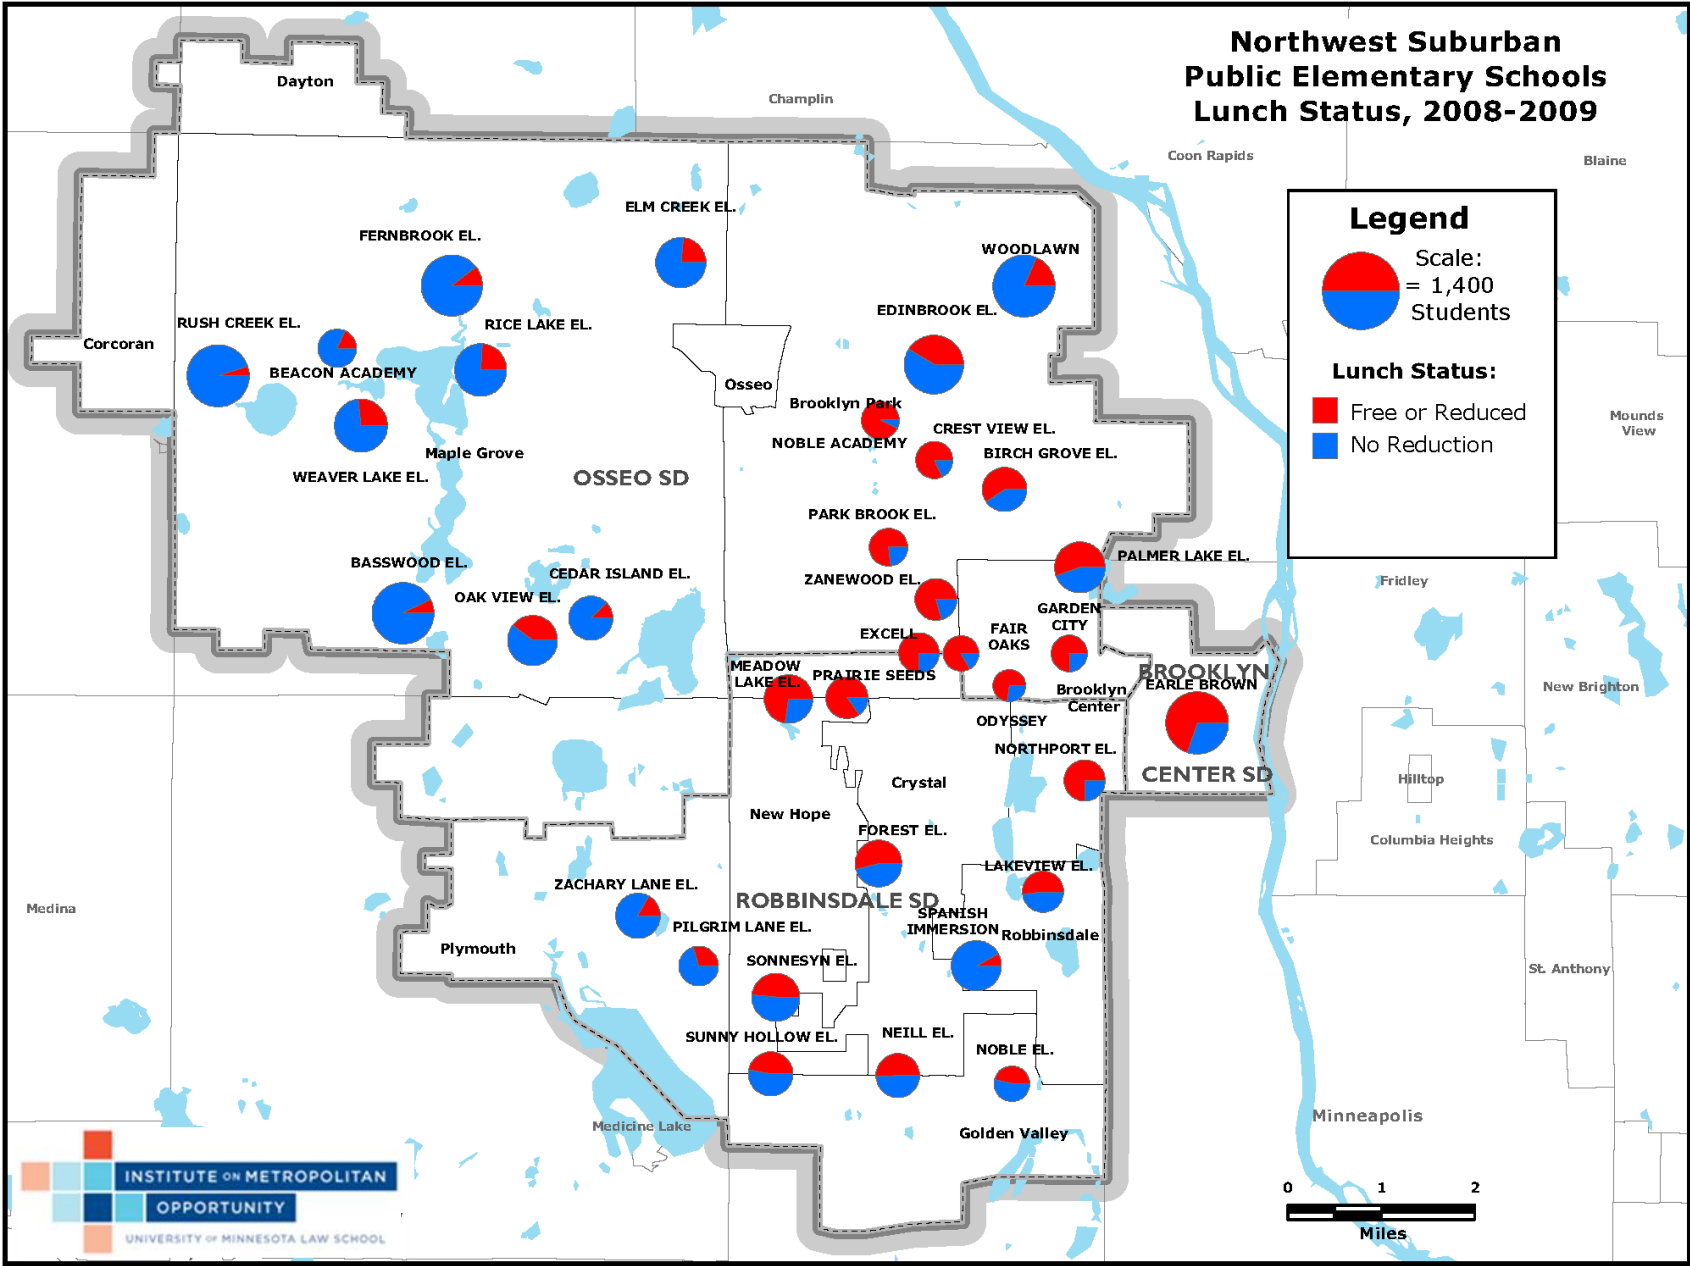 Northwest Suburban
Public Elementary Schools
Lunch Status, 2008-2009
Dayton
Champlin
Coon Rapids
Blaine
Legend
Scale:
= 1,400
Students
Lunch Status:
Free or Reduced
No Reduction
ELM CREEK EL.
FERNBROOK EL.
WOODLAWN
EDINBROOK EL.
RUSH CREEK EL.
RICE LAKE EL.
Corcoran
BEACON ACADEMY
Osseo
Brooklyn Park
Mounds
View
NOBLE ACADEMY
CREST VIEW EL.
BIRCH GROVE EL.
Maple Grove
WEAVER LAKE EL.
OSSEO SD
PARK BROOK EL.
PALMER LAKE EL.
BASSWOOD EL.
CEDAR ISLAND EL.
ZANEWOOD EL.
Fridley
OAK VIEW EL.
GARDEN
CITY
EXCELL
FAIR
OAKS
MEADOW
LAKE EL.
PRAIRIE SEEDS
BROOKLYN
EARLE BROWN
Brooklyn
Center
New Brighton
ODYSSEY
NORTHPORT EL.
CENTER SD
Hilltop
Crystal
New Hope
FOREST EL.
Columbia Heights
LAKEVIEW EL.
ZACHARY LANE EL.
ROBBINSDALE SD
Medina
SPANISH
IMMERSION
PILGRIM LANE EL.
Robbinsdale
Plymouth
SONNESYN EL.
St. Anthony
SUNNY HOLLOW EL.
NEILL EL.
NOBLE EL.
Medicine Lake
Golden Valley
Minneapolis
INSTITUTE ON METROPOLITAN
OPPORTUNITY
UNIVERSITY OF MINNESOTA LAW SCHOOL
0 1 2
Miles